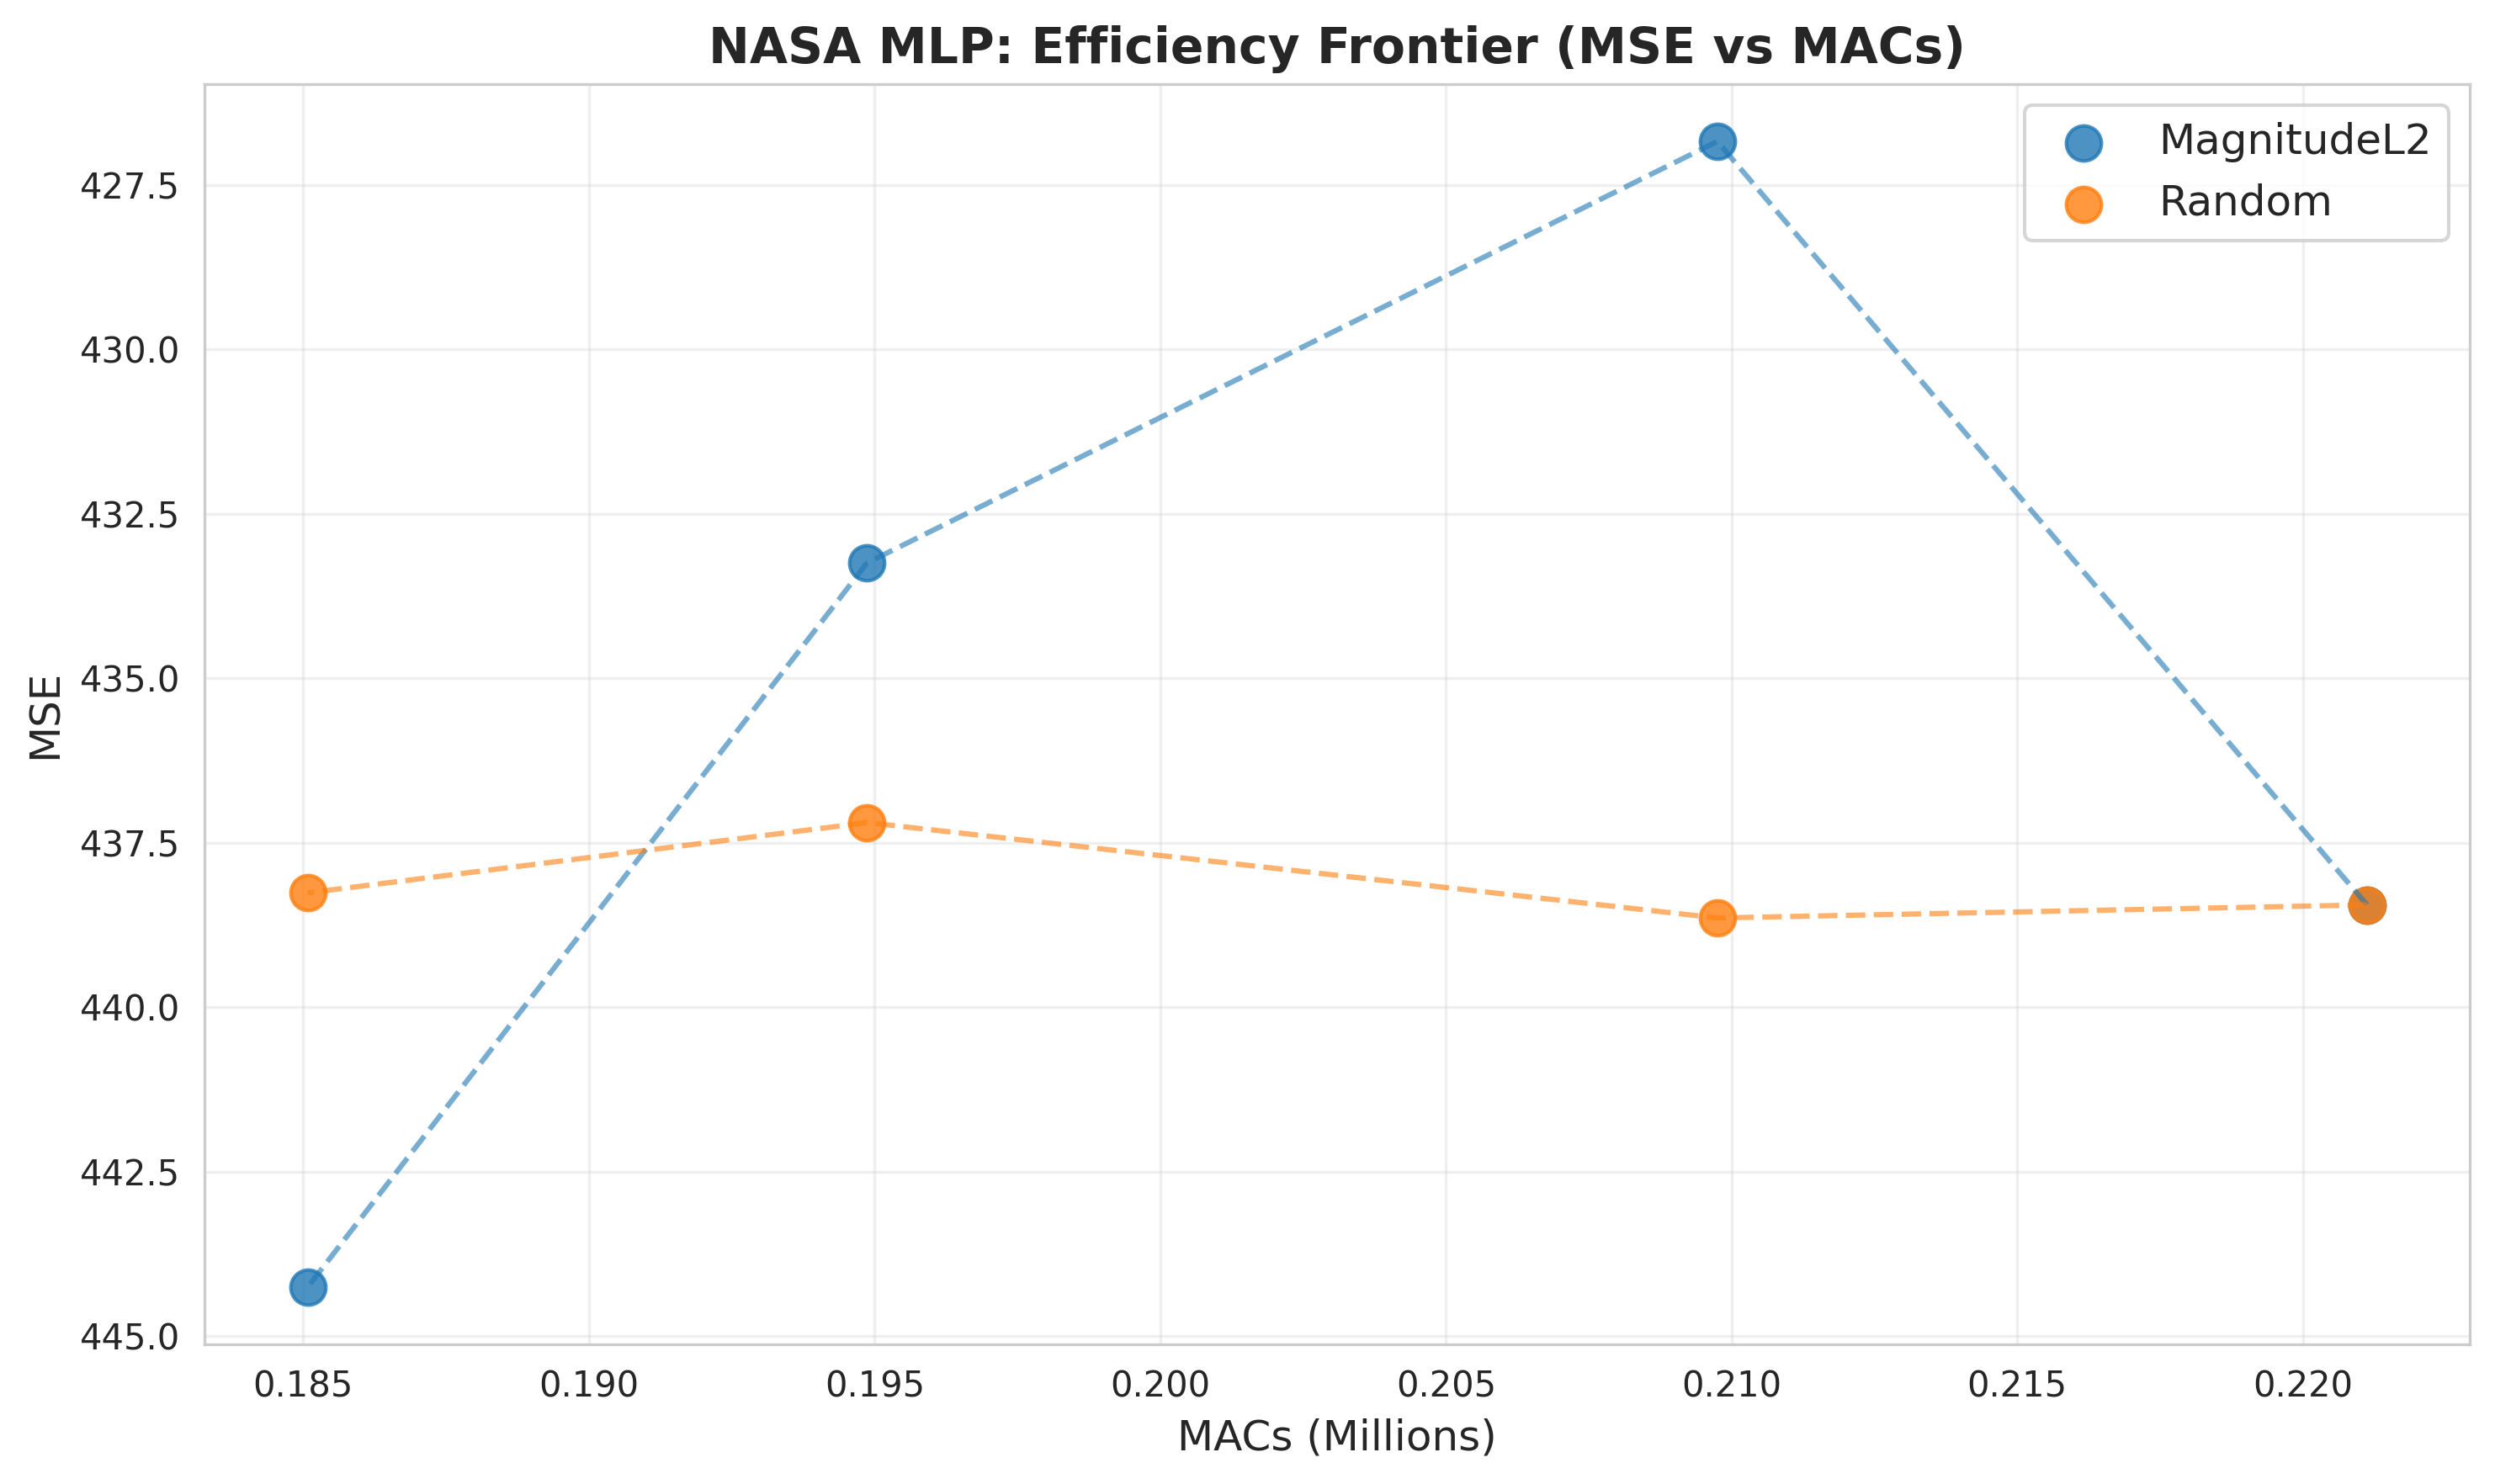 NASA MLP: Efficiency Frontier (MSE vs MACs)
MagnitudeL2
Random
MSE
427.5
430.0
432.5
435.0
437.5
440.0
442.5
445.0
0.185 0.190 0.195 0.200 0.205 0.210 0.215 0.220
MACs (Millions)